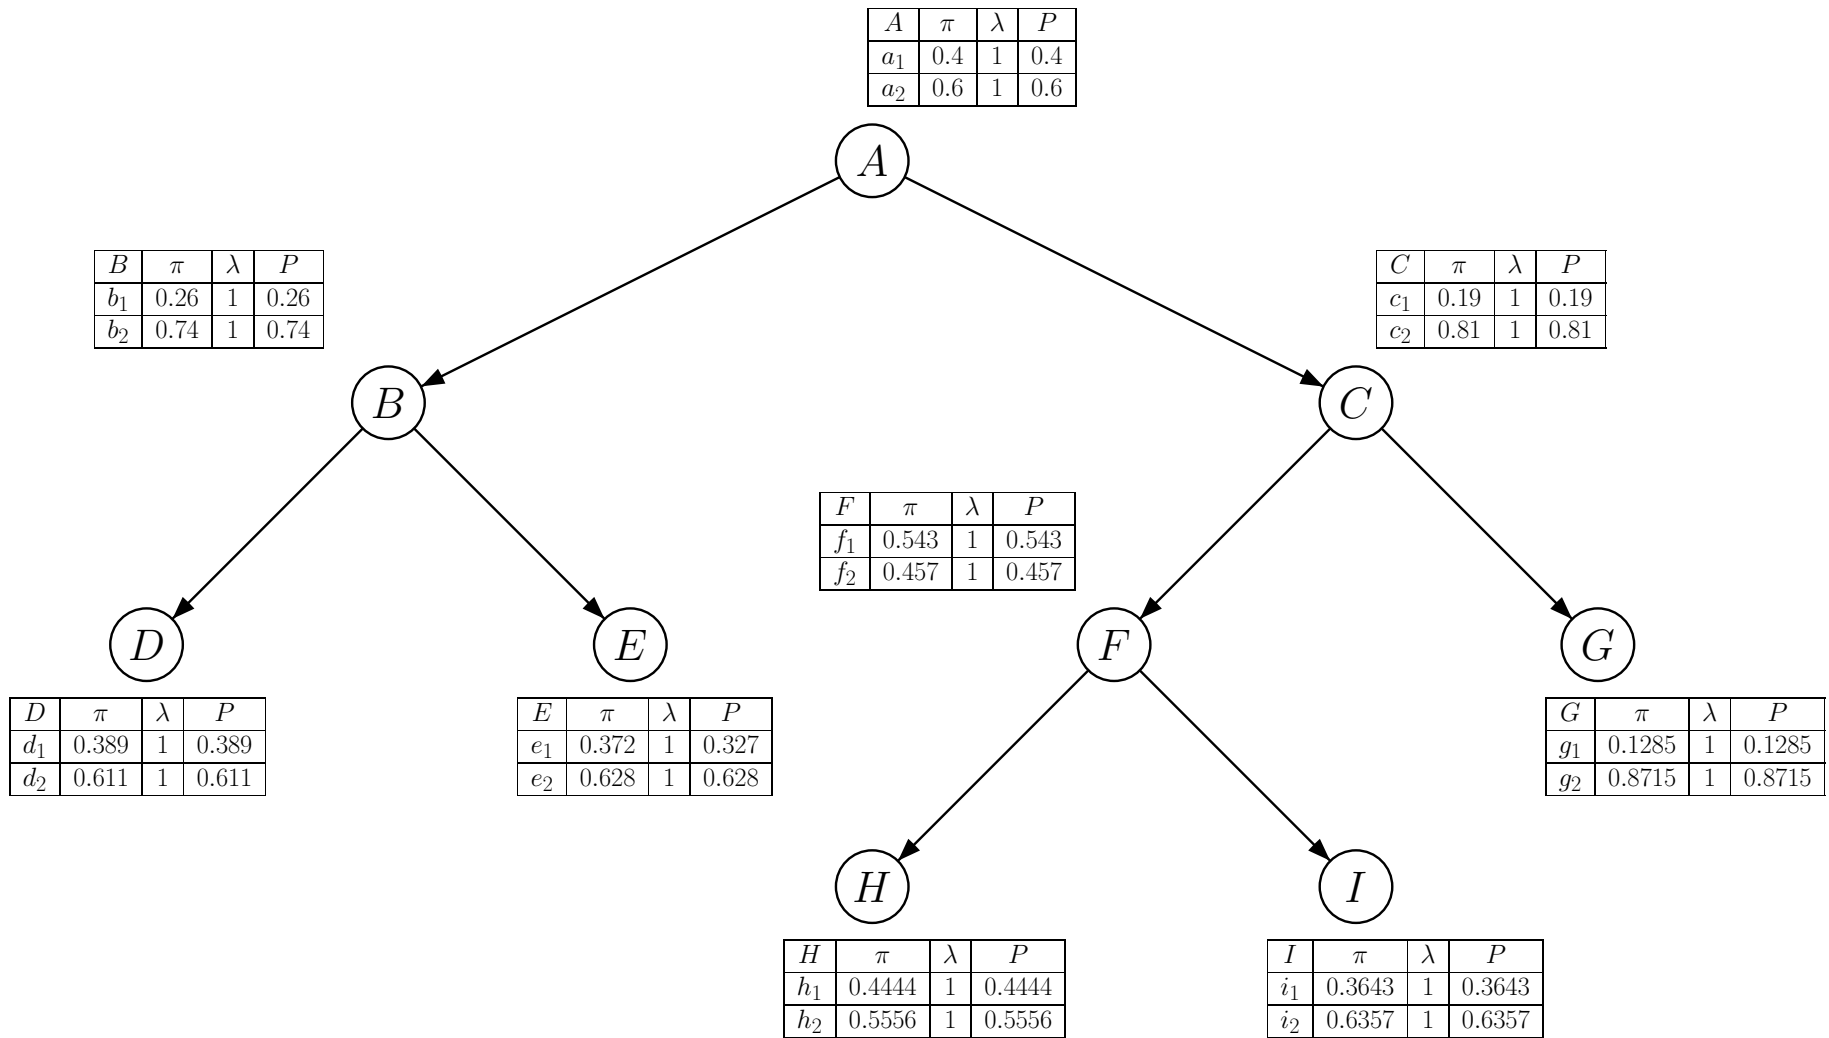 A π λ P
a₁ 0.4 1 0.4
a₂ 0.6 1 0.6
A
B π λ P
b₁ 0.26 1 0.26
b₂ 0.74 1 0.74
C π λ P
c₁ 0.19 1 0.19
c₂ 0.81 1 0.81
B
C
F π λ P
f₁ 0.543 1 0.543
f₂ 0.457 1 0.457
D
E
F
G
D π λ P
d₁ 0.389 1 0.389
d₂ 0.611 1 0.611
E π λ P
e₁ 0.372 1 0.327
e₂ 0.628 1 0.628
G π λ P
g₁ 0.1285 1 0.1285
g₂ 0.8715 1 0.8715
H
I
H π λ P
h₁ 0.4444 1 0.4444
h₂ 0.5556 1 0.5556
I π λ P
i₁ 0.3643 1 0.3643
i₂ 0.6357 1 0.6357